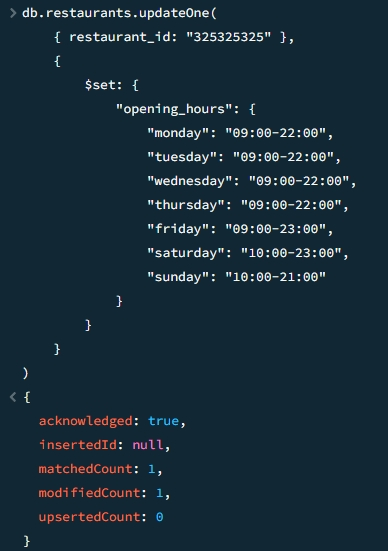 db.restaurants.updateOne(
{ restaurant_id: "325325325" },
{
$set: {
"opening_hours": {
"monday": "09:00-22:00",
"tuesday": "09:00-22:00",
"wednesday": "09:00-22:00",
"thursday": "09:00-22:00",
"friday": "09:00-23:00",
"saturday": "10:00-23:00",
"sunday": "10:00-21:00"
}
}
}
)
{
acknowledged: true,
insertedId: null,
matchedCount: 1,
modifiedCount: 1,
upsertedCount: 0
}